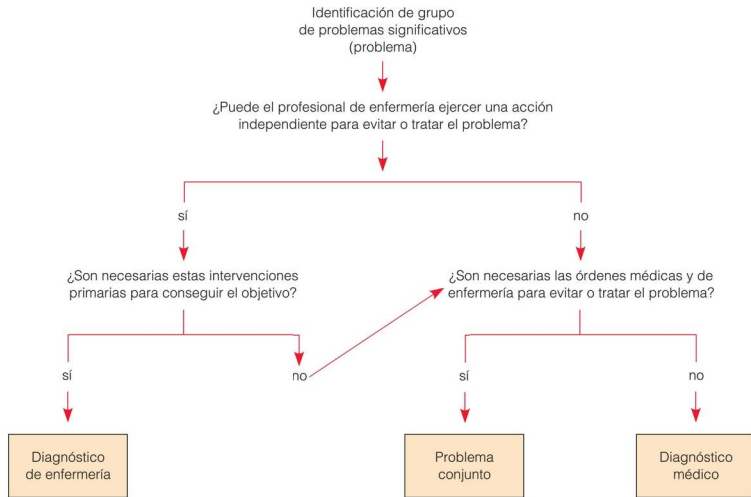 Identificación de grupo
de problemas significativos
(problema)
¿Puede el profesional de enfermería ejercer una acción
independiente para evitar o tratar el problema?
sí
no
¿Son necesarias estas intervenciones
primarias para conseguir el objetivo?
¿Son necesarias las órdenes médicas y de
enfermería para evitar o tratar el problema?
sí
no
sí
no
Diagnóstico
de enfermería
Problema
conjunto
Diagnóstico
médico